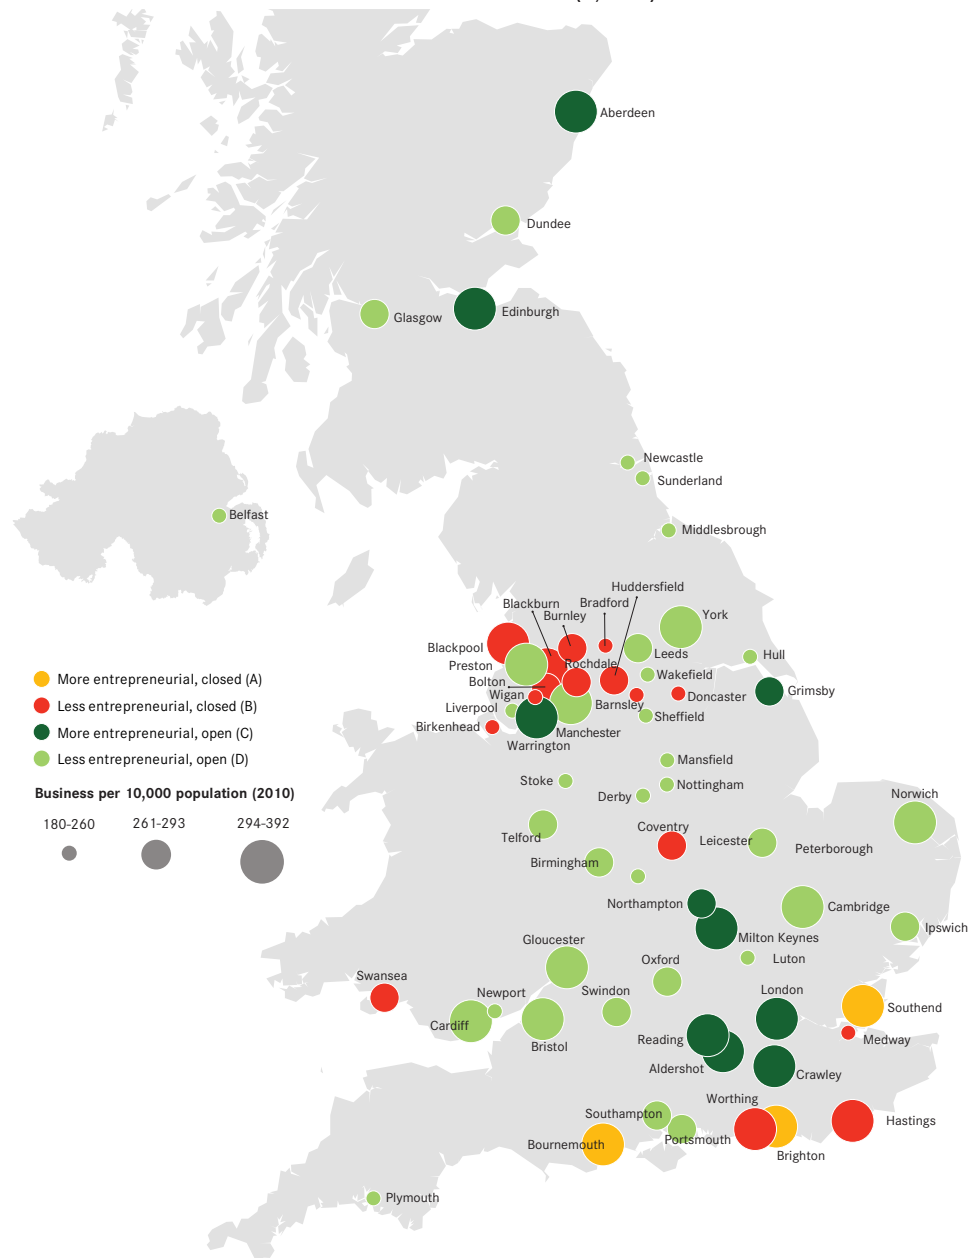 Aberdeen
Dundee
Edinburgh
Glasgow
Newcastle
Sunderland
Belfast
Middlesbrough
Huddersfield
Blackburn
Bradford
Burnley
York
Blackpool
Leeds
Hull
Preston
Rochdale
Wakefield
Bolton
Grimsby
Wigan
Doncaster
Liverpool
Barnsley
Sheffield
Birkenhead
Manchester
Warrington
More entrepreneurial, closed (A)
Less entrepreneurial, closed (B)
More entrepreneurial, open (C)
Less entrepreneurial, open (D)
Business per 10,000 population (2010)
180-260
261-293
294-392
Mansfield
Stoke
Nottingham
Derby
Norwich
Coventry
Telford
Leicester
Peterborough
Birmingham
Northampton
Cambridge
Ipswich
Milton Keynes
Gloucester
Oxford
Luton
Swansea
Newport
Swindon
London
Southend
Cardiff
Bristol
Reading
Medway
Aldershot
Crawley
Worthing
Southampton
Hastings
Portsmouth
Bournemouth
Brighton
Plymouth